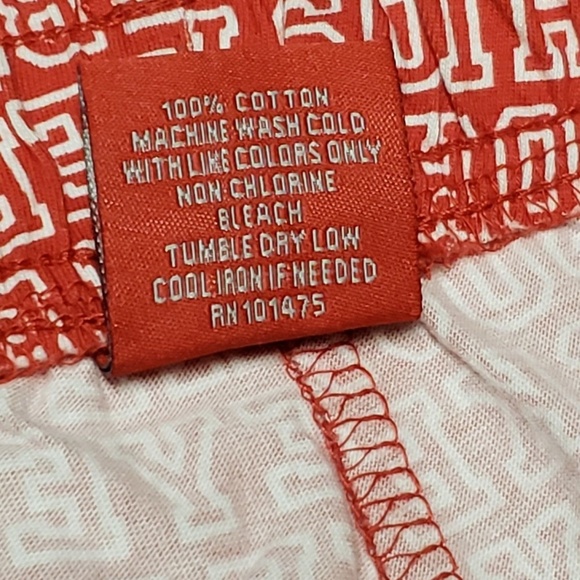 100% COTTON
MACHINE WASH COLD
WITH LIKE COLORS ONLY
NON CHLORINE
BLEACH
TUMBLE DRY LOW
COOL IRON IF NEEDED
RN 101475